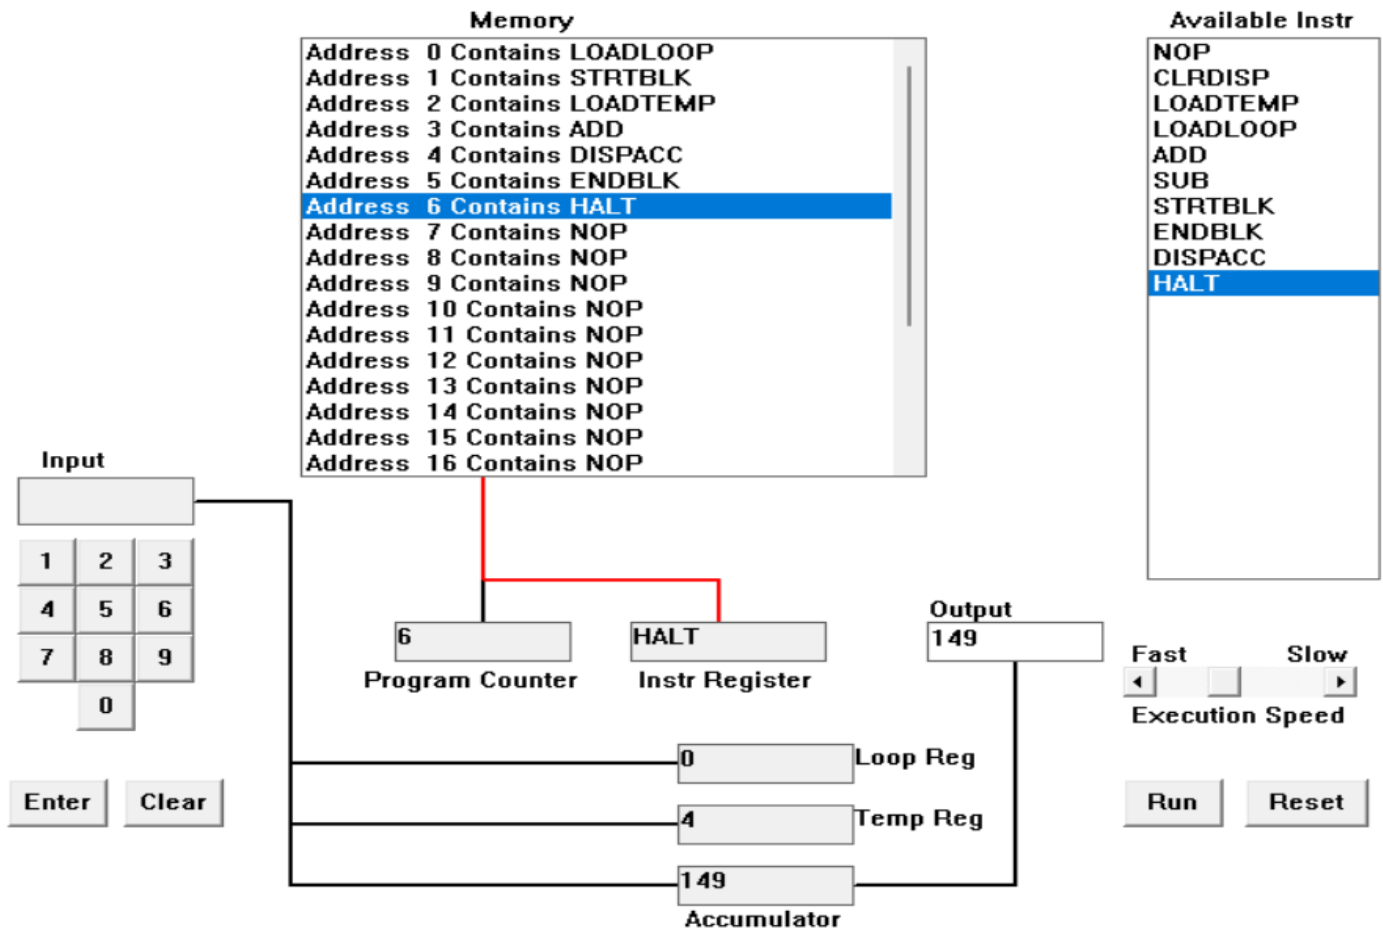 Memory
Address 0 Contains LOADLOOP
Address 1 Contains STRTBLK
Address 2 Contains LOADTEMP
Address 3 Contains ADD
Address 4 Contains DISPACC
Address 5 Contains ENDBLK
Address 6 Contains HALT
Address 7 Contains NOP
Address 8 Contains NOP
Address 9 Contains NOP
Address 10 Contains NOP
Address 11 Contains NOP
Address 12 Contains NOP
Address 13 Contains NOP
Address 14 Contains NOP
Address 15 Contains NOP
Address 16 Contains NOP
Available Instr
NOP
CLRDISP
LOADTEMP
LOADLOOP
ADD
SUB
STRTBLK
ENDBLK
DISPACC
HALT
Input
1 2 3
4 5 6
7 8 9
0
Enter Clear
6
Program Counter
HALT
Instr Register
Output
149
Fast Slow
Execution Speed
Run Reset
0 Loop Reg
4 Temp Reg
149
Accumulator